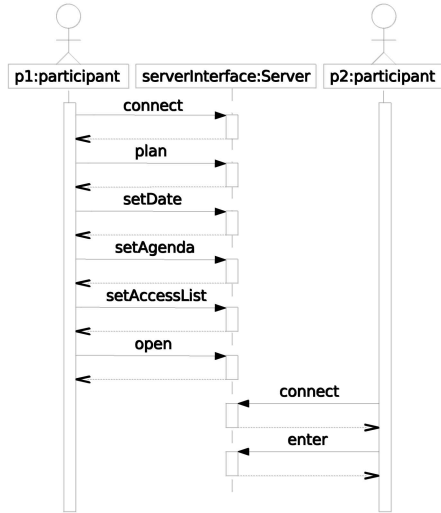 p1:participant serverInterface:Server p2:participant
connect
plan
setDate
setAgenda
setAccessList
open
connect
enter